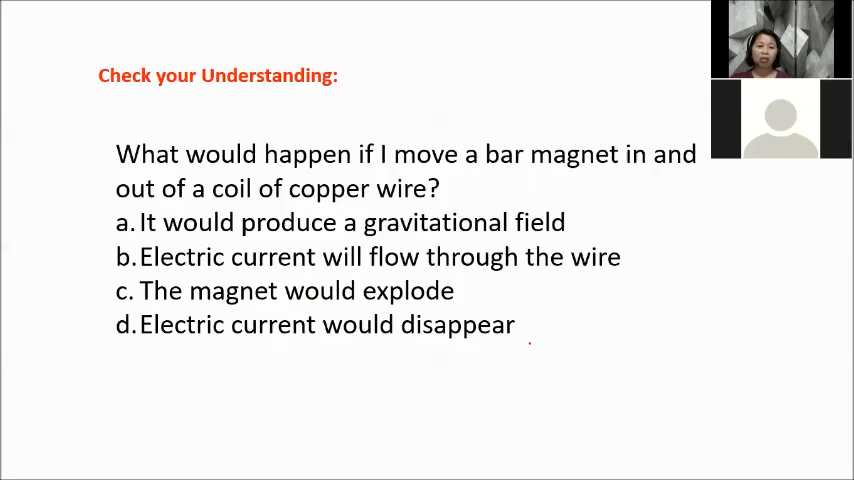 Check your Understanding:
What would happen if I move a bar magnet in and
out of a coil of copper wire?
a. It would produce a gravitational field
b. Electric current will flow through the wire
c. The magnet would explode
d. Electric current would disappear